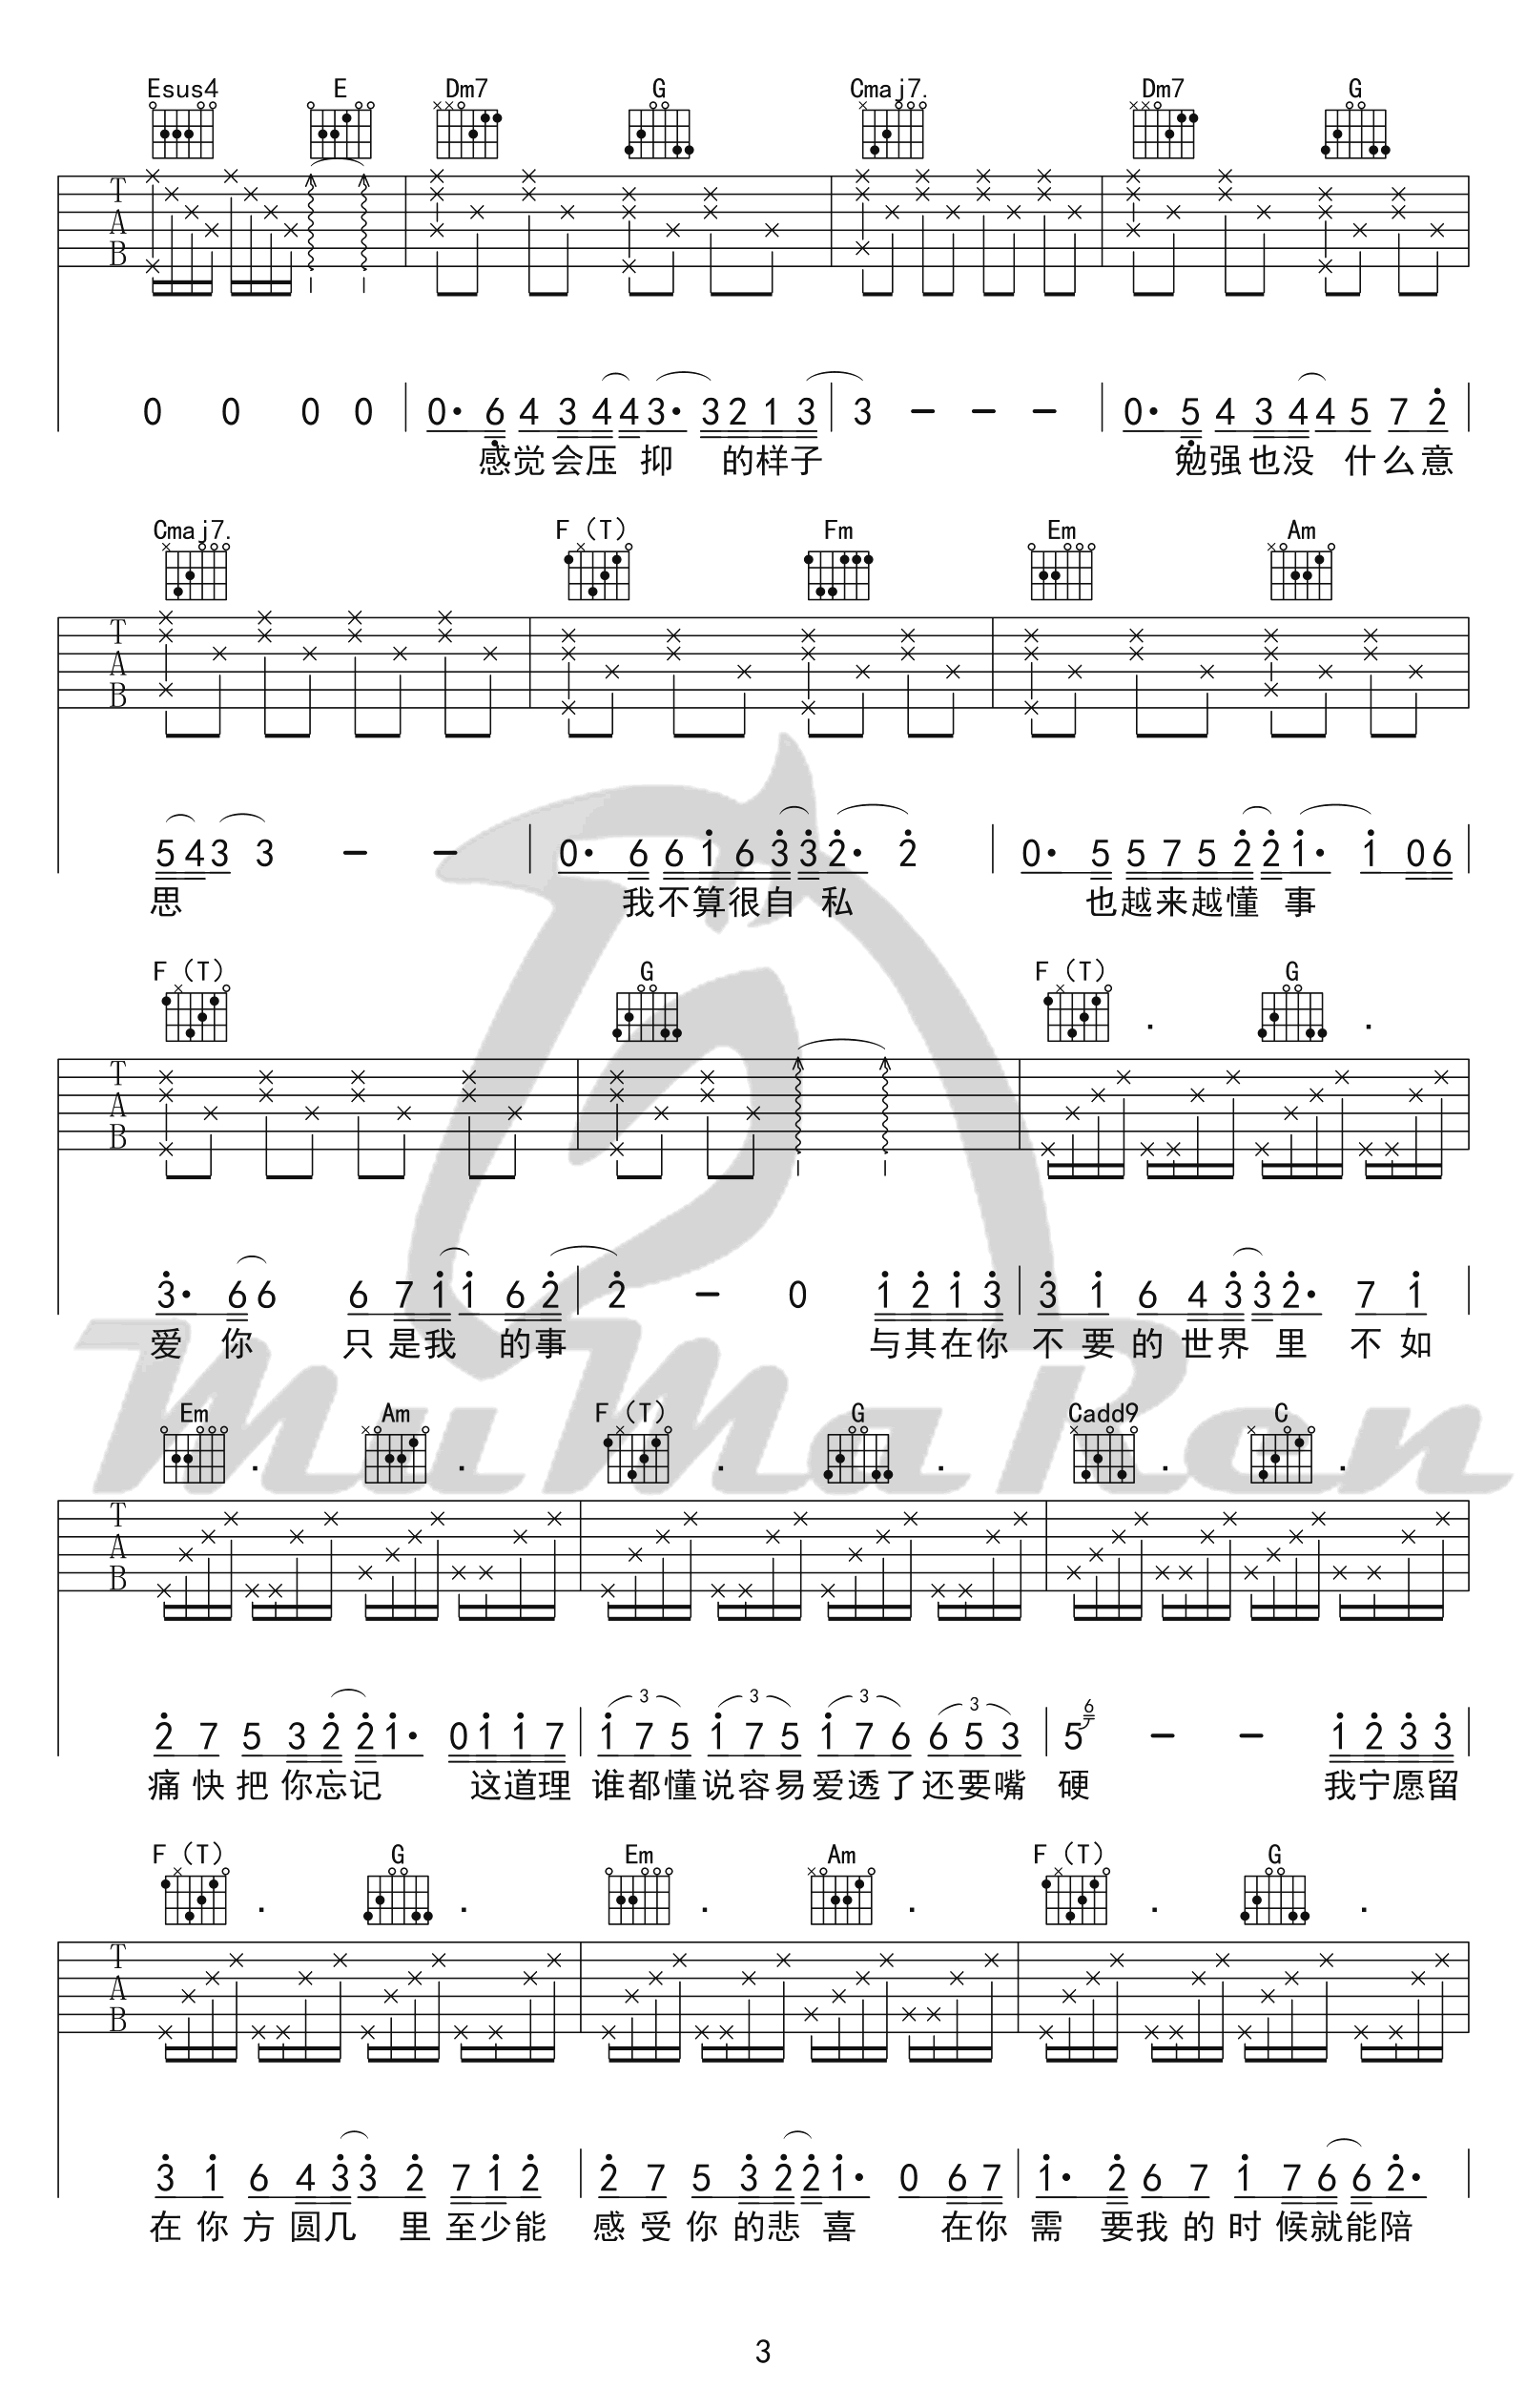 Esus4 E Dm7 G Cmaj7. Dm7 G
T
A
B
0 0 0 0 0· 6 4 3 4 4 3· 3 2 1 3 3 – – – 0· 5 4 3 4 4 5 7 2
感觉会压 抑 的样子 勉强也没 什么意
Cmaj7. F（T） Fm Em Am
T
A
B
5 4 3 3 – – 0· 6 6 1 6 3 3 2· 2 0· 5 5 7 5 2 2 1· 1 0 6
思 我不算很自 私 也越来越懂 事
F（T） G F（T） . G .
T
A
B
3· 6 6 6 7 1 1 6 2 2 – 0 1 2 1 3 3 1 6 4 3 3 2· 7 1
爱 你 只 是我 的事 与其在你 不 要 的 世界 里 不 如
MuMaRen
Em . Am . F（T） . G . Cadd9 . C .
T
A
B
2 7 5 3 2 2 1· 0 1 1 7 3 1 7 5 3 1 7 5 3 1 7 6 3 6 5 3 5 6 – – 1 2 3 3
痛 快 把 你忘记 这道理 谁都懂说容易爱透了还要嘴 硬 我宁愿留
F（T） . G . Em . Am . F（T） . G .
T
A
B
3 1 6 4 3 3 2 7 1 2 2 7 5 3 2 2 1· 0 6 7 1· 2 6 7 1 7 6 6 2·
在 你 方 圆几 里 至少能 感 受 你 的悲 喜 在你 需 要我 的 时 候就能陪
3